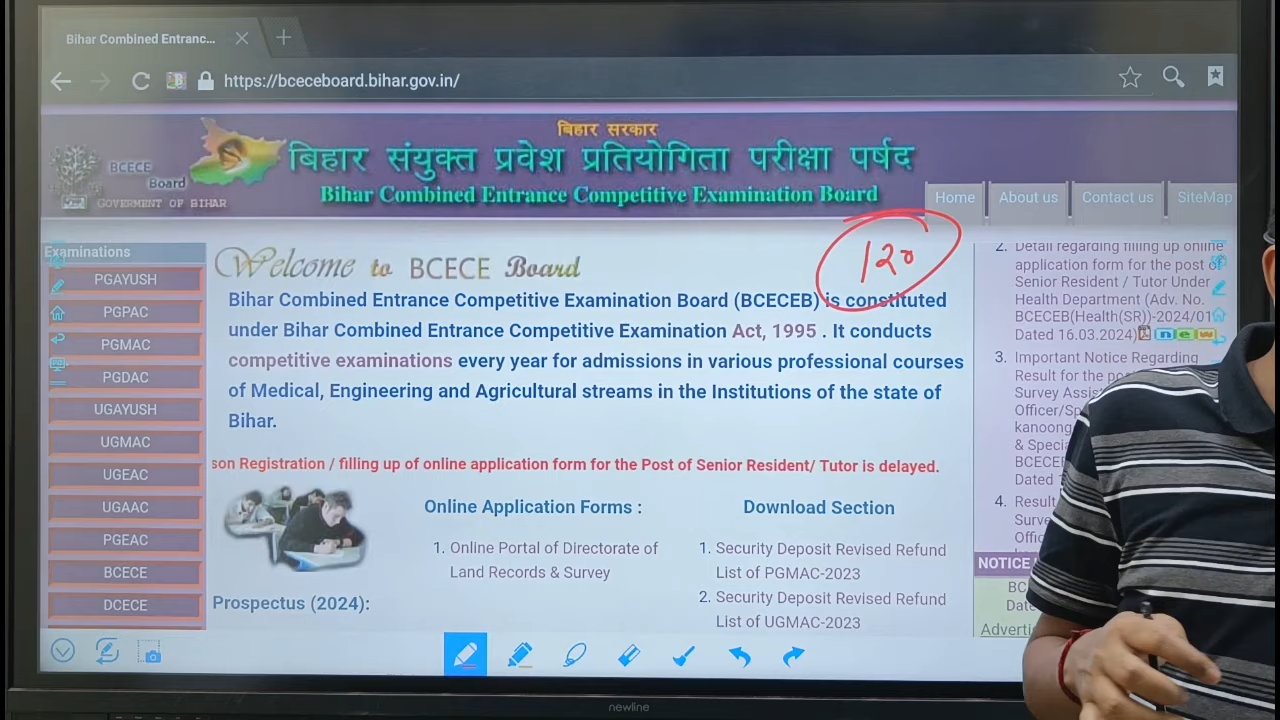 Bihar Combined Entranc...
https://bceceboard.bihar.gov.in/
बिहार सरकार
बिहार संयुक्त प्रवेश प्रतियोगिता परीक्षा पर्षद
Bihar Combined Entrance Competitive Examination Board
BCECE
Board
GOVERMENT OF BIHAR
Home
About us
Contact us
SiteMap
Examinations
PGAYUSH
PGPAC
PGMAC
PGDAC
UGAYUSH
UGMAC
UGEAC
UGAAC
PGEAC
BCECE
DCECE
Welcome to BCECE Board
120
Bihar Combined Entrance Competitive Examination Board (BCECEB) is constituted
under Bihar Combined Entrance Competitive Examination Act, 1995 . It conducts
competitive examinations every year for admissions in various professional courses
of Medical, Engineering and Agricultural streams in the Institutions of the state of
Bihar.
son Registration / filling up of online application form for the Post of Senior Resident/ Tutor is delayed.
Online Application Forms :
1. Online Portal of Directorate of
Land Records & Survey
Prospectus (2024):
Download Section
1. Security Deposit Revised Refund
List of PGMAC-2023
2. Security Deposit Revised Refund
List of UGMAC-2023
2. Detail regarding filling up online
application form for the post of
Senior Resident / Tutor Under
Health Department (Adv. No.
BCECEB(Health(SR))-2024/01
Dated 16.03.2024) new
3. Important Notice Regarding
Result for the
Survey
kanoong
&
Dated
4. Result
NOTICE
BC
newline